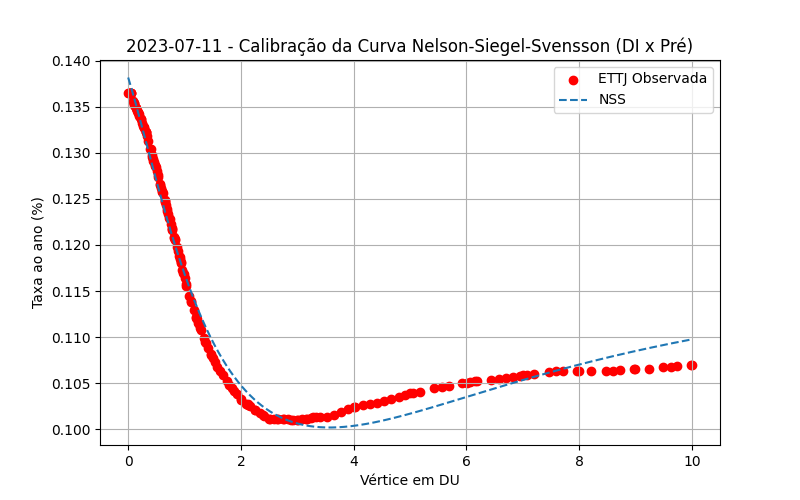 2023-07-11 - Calibração da Curva Nelson-Siegel-Svensson (DI x Pré)
ETTJ Observada
NSS
Taxa ao ano (%)
0.140
0.135
0.130
0.125
0.120
0.115
0.110
0.105
0.100
0 2 4 6 8 10
Vértice em DU